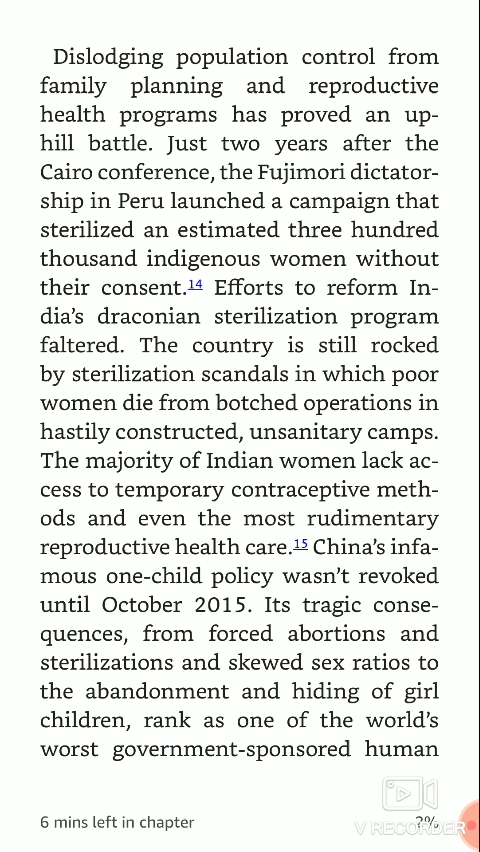 Dislodging population control from
family planning and reproductive
health programs has proved an up-
hill battle. Just two years after the
Cairo conference, the Fujimori dictator-
ship in Peru launched a campaign that
sterilized an estimated three hundred
thousand indigenous women without
their consent.14 Efforts to reform In-
dia's draconian sterilization program
faltered. The country is still rocked
by sterilization scandals in which poor
women die from botched operations in
hastily constructed, unsanitary camps.
The majority of Indian women lack ac-
cess to temporary contraceptive meth-
ods and even the most rudimentary
reproductive health care.15 China's infa-
mous one-child policy wasn't revoked
until October 2015. Its tragic conse-
quences, from forced abortions and
sterilizations and skewed sex ratios to
the abandonment and hiding of girl
children, rank as one of the world's
worst government-sponsored human
6 mins left in chapter 2%
V RECORDER